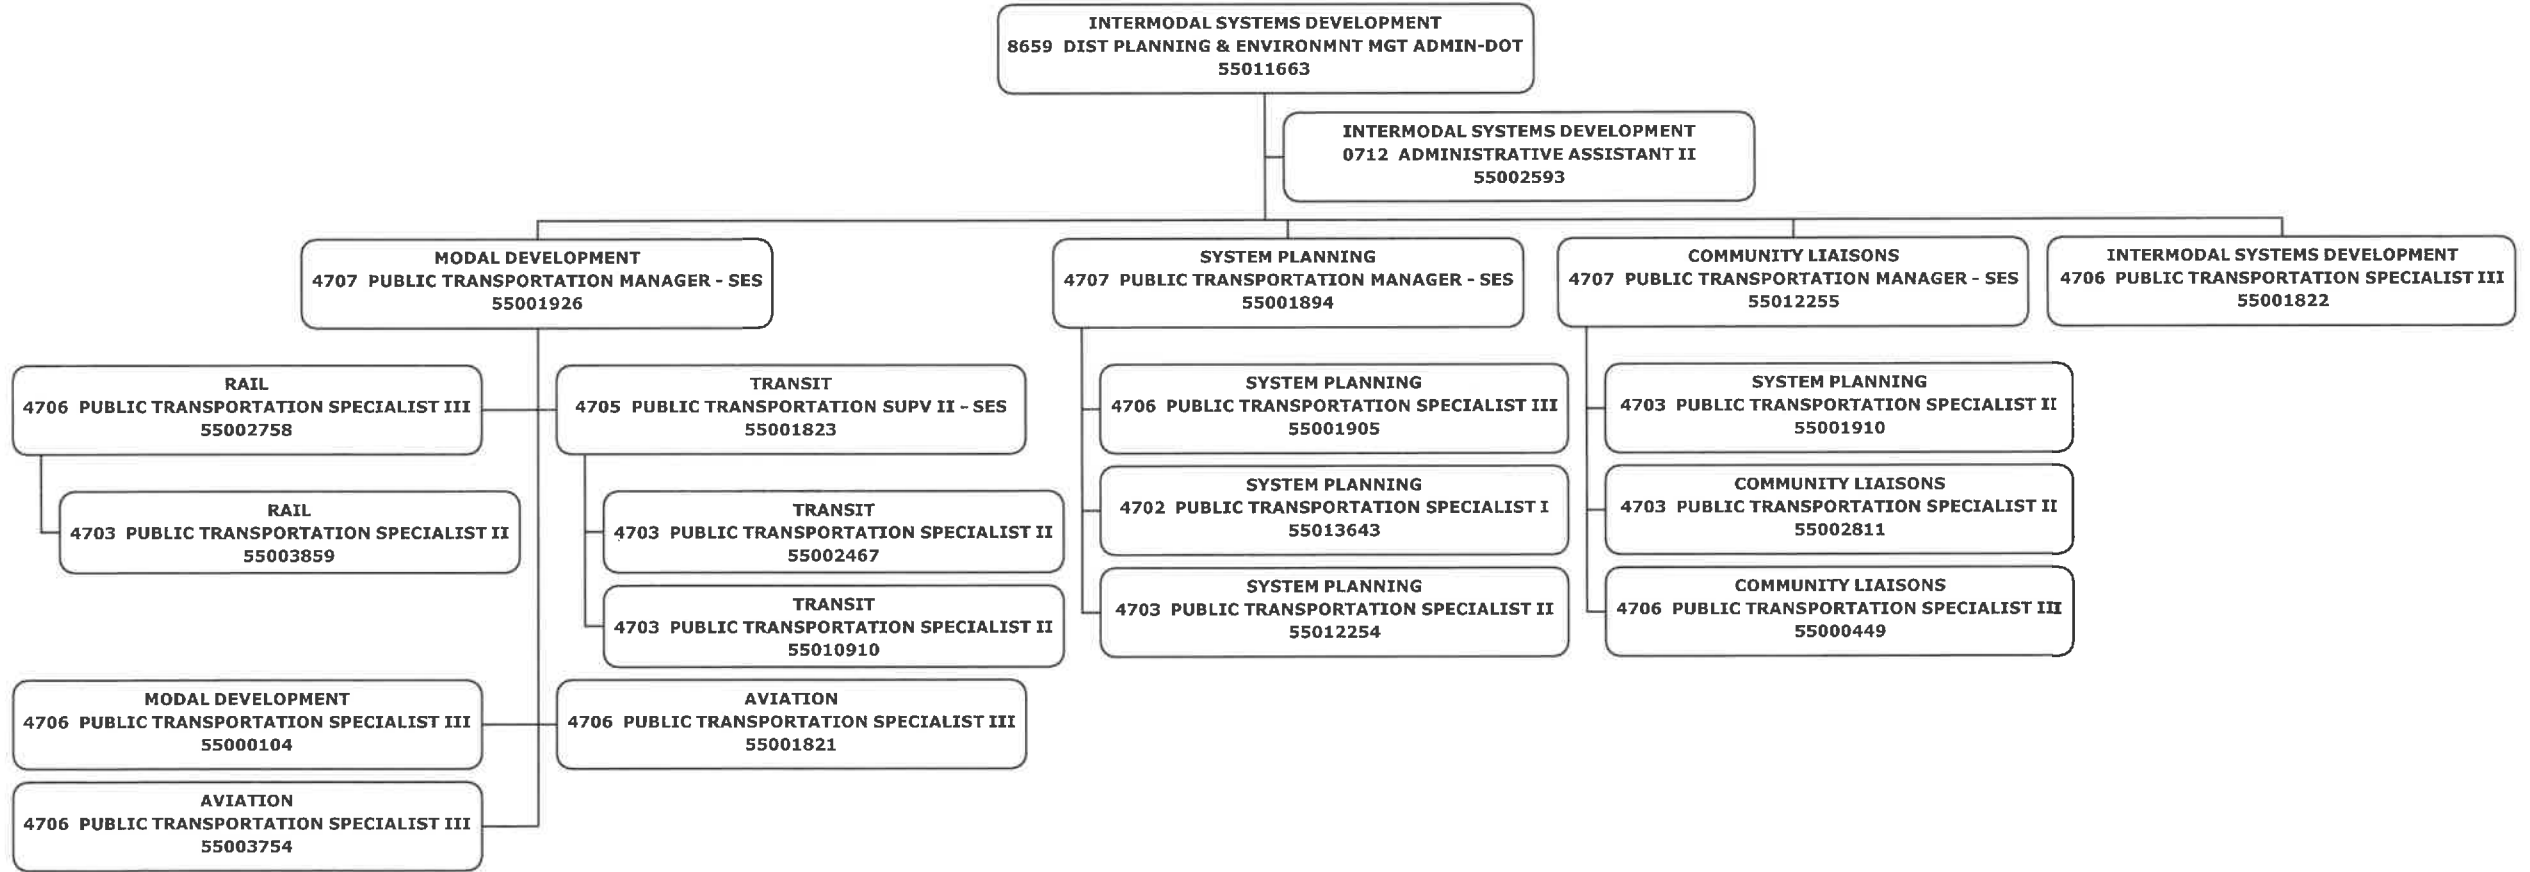 INTERMODAL SYSTEMS DEVELOPMENT
8659 DIST PLANNING & ENVIRONMNT MGT ADMIN-DOT
55011663
INTERMODAL SYSTEMS DEVELOPMENT
0712 ADMINISTRATIVE ASSISTANT II
55002593
MODAL DEVELOPMENT
4707 PUBLIC TRANSPORTATION MANAGER - SES
55001926
SYSTEM PLANNING
4707 PUBLIC TRANSPORTATION MANAGER - SES
55001894
COMMUNITY LIAISONS
4707 PUBLIC TRANSPORTATION MANAGER - SES
55012255
INTERMODAL SYSTEMS DEVELOPMENT
4706 PUBLIC TRANSPORTATION SPECIALIST III
55001822
RAIL
4706 PUBLIC TRANSPORTATION SPECIALIST III
55002758
TRANSIT
4705 PUBLIC TRANSPORTATION SUPV II - SES
55001823
SYSTEM PLANNING
4706 PUBLIC TRANSPORTATION SPECIALIST III
55001905
SYSTEM PLANNING
4703 PUBLIC TRANSPORTATION SPECIALIST II
55001910
RAIL
4703 PUBLIC TRANSPORTATION SPECIALIST II
55003859
TRANSIT
4703 PUBLIC TRANSPORTATION SPECIALIST II
55002467
SYSTEM PLANNING
4702 PUBLIC TRANSPORTATION SPECIALIST I
55013643
COMMUNITY LIAISONS
4703 PUBLIC TRANSPORTATION SPECIALIST II
55002811
TRANSIT
4703 PUBLIC TRANSPORTATION SPECIALIST II
55010910
SYSTEM PLANNING
4703 PUBLIC TRANSPORTATION SPECIALIST II
55012254
COMMUNITY LIAISONS
4706 PUBLIC TRANSPORTATION SPECIALIST III
55000449
MODAL DEVELOPMENT
4706 PUBLIC TRANSPORTATION SPECIALIST III
55000104
AVIATION
4706 PUBLIC TRANSPORTATION SPECIALIST III
55001821
AVIATION
4706 PUBLIC TRANSPORTATION SPECIALIST III
55003754